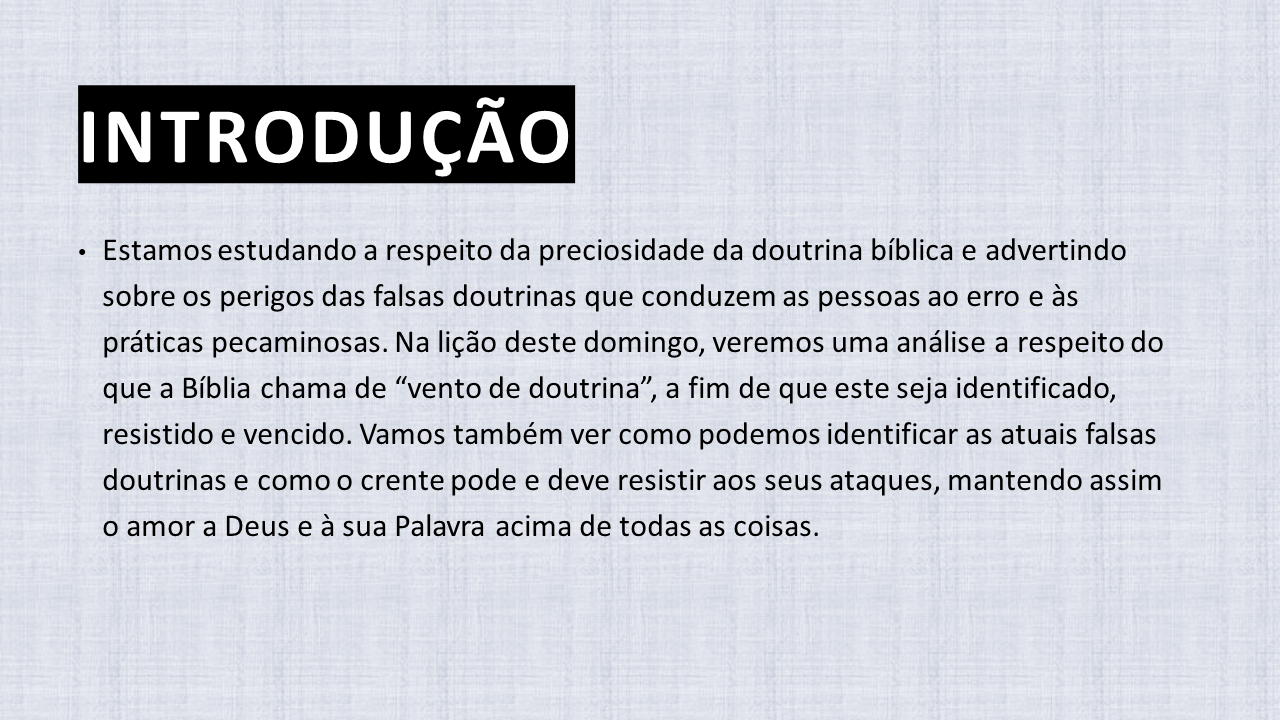 INTRODUÇÃO
• Estamos estudando a respeito da preciosidade da doutrina bíblica e advertindo
sobre os perigos das falsas doutrinas que conduzem as pessoas ao erro e às
práticas pecaminosas. Na lição deste domingo, veremos uma análise a respeito do
que a Bíblia chama de “vento de doutrina”, a fim de que este seja identificado,
resistido e vencido. Vamos também ver como podemos identificar as atuais falsas
doutrinas e como o crente pode e deve resistir aos seus ataques, mantendo assim
o amor a Deus e à sua Palavra acima de todas as coisas.